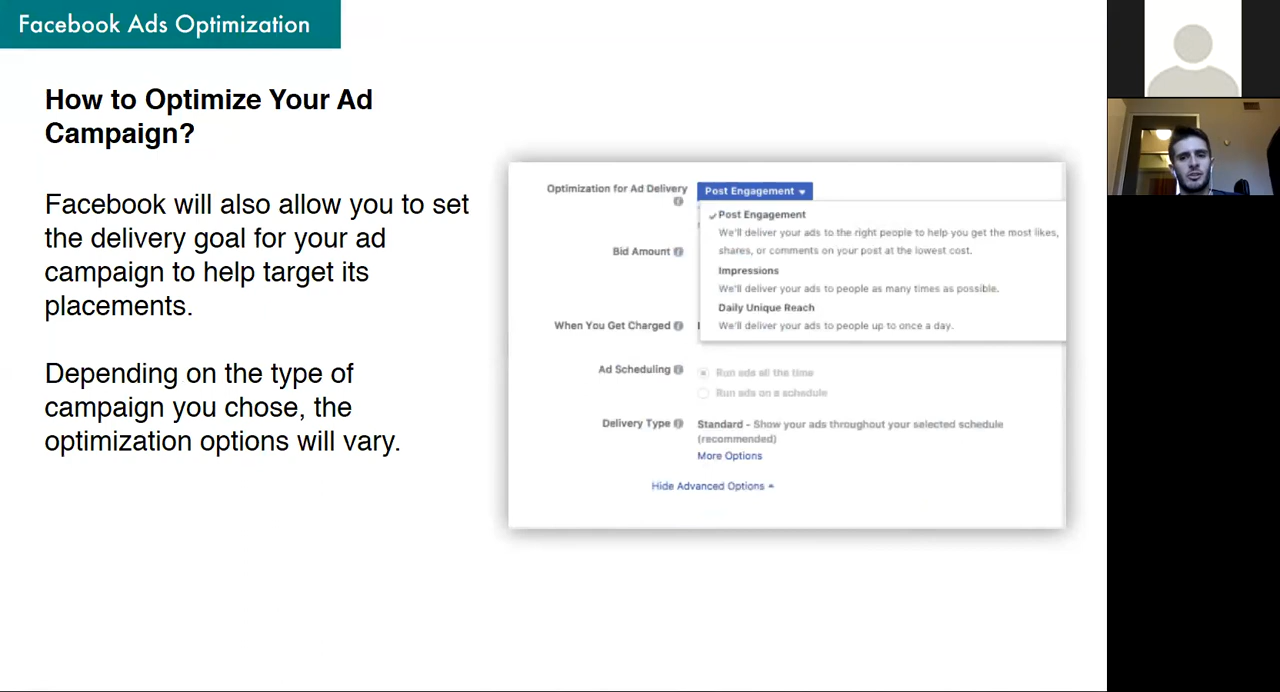 Facebook Ads Optimization
How to Optimize Your Ad
Campaign?
Facebook will also allow you to set
the delivery goal for your ad
campaign to help target its
placements.
Depending on the type of
campaign you chose, the
optimization options will vary.
Optimization for Ad Delivery
Post Engagement
Post Engagement
We'll deliver your ads to the right people to help you get the most likes,
shares, or comments on your post at the lowest cost.
Impressions
We'll deliver your ads to people as many times as possible.
Daily Unique Reach
We'll deliver your ads to people up to once a day.
Bid Amount
When You Get Charged
Ad Scheduling
Run ads all the time
Run ads on a schedule
Delivery Type
Standard - Show your ads throughout your selected schedule
(recommended)
More Options
Hide Advanced Options